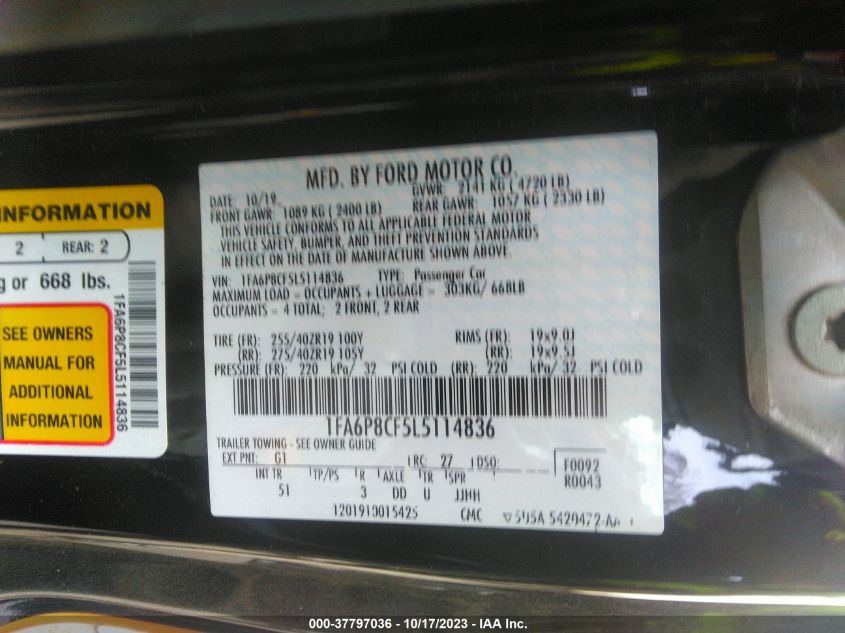 INFORMATION
2 REAR: 2
g or 668 lbs.
SEE OWNERS
MANUAL FOR
ADDITIONAL
INFORMATION
1FA6P8CF5L5114836
MFD. BY FORD MOTOR CO.
DATE: 10/19 GVWR: 2141 KG ( 4720 LB)
FRONT GAWR: 1089 KG ( 2400 LB) REAR GAWR: 1057 KG ( 2330 LB)
THIS VEHICLE CONFORMS TO ALL APPLICABLE FEDERAL MOTOR
VEHICLE SAFETY, BUMPER, AND THEFT PREVENTION STANDARDS
IN EFFECT ON THE DATE OF MANUFACTURE SHOWN ABOVE.
VIN: 1FA6P8CF5L5114836 TYPE: Passenger Car
MAXIMUM LOAD = OCCUPANTS + LUGGAGE = 303KG/ 668LB
OCCUPANTS = 4 TOTAL; 2 FRONT, 2 REAR
TIRE (FR): 255/40ZR19 100Y RIMS (FR): 19x9.0J
(RR): 275/40ZR19 105Y (RR): 19x9.5J
PRESSURE (FR): 220 kPa/ 32 PSI COLD (RR): 220 kPa/ 32 PSI COLD
1FA6P8CF5L5114836
TRAILER TOWING - SEE OWNER GUIDE
EXT PNT: G1 RC: 27 DSO: F0092
R0043
INT TR TP/PS R AXLE TR SPR
51 3 DD U JJHH
1201910015425 CMC 5420472
000-37797036 - 10/17/2023 - IAA Inc.